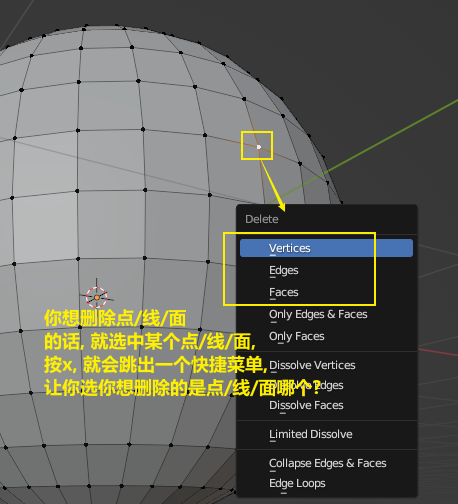 Delete
Vertices
Edges
Faces
Only Edges & Faces
Only Faces
Dissolve Vertices
Dissolve Edges
Dissolve Faces
Limited Dissolve
Collapse Edges & Faces
Edge Loops
你想删除点/线/面
的话, 就选中某个点/线/面,
按x, 就会跳出一个快捷菜单,
让你选你想删除的是点/线/面哪个?